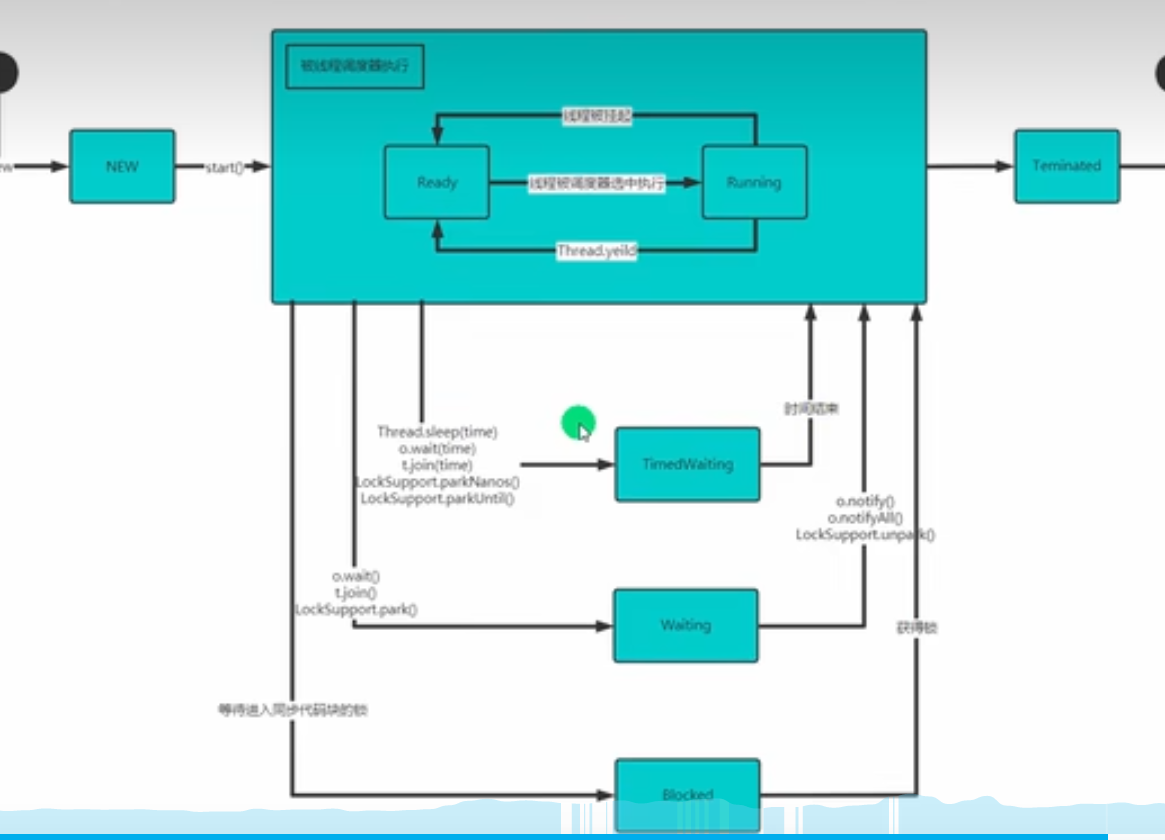 被线程调度器执行
线程被挂起
NEW
start()
Ready
线程被调度器选中执行
Running
Teminated
Thread.yeild
时间结束
Thread.sleep(time)
o.wait(time)
t.join(time)
LockSupport.parkNanos()
LockSupport.parkUntil()
TimedWaiting
o.notify()
o.notifyAll()
LockSupport.unpark()
o.wait()
t.join()
LockSupport.park()
Waiting
获得锁
等待进入同步代码块的锁
Blocked